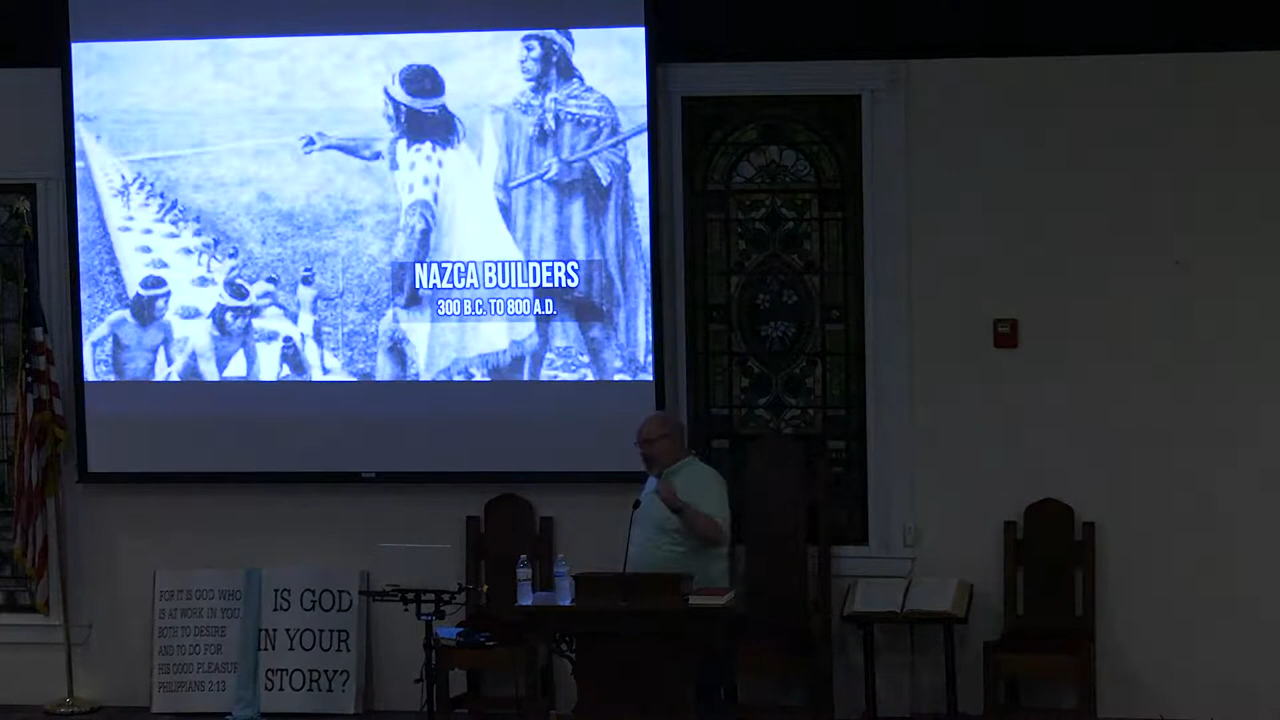 NAZCA BUILDERS
300 B.C. TO 800 A.D.
FOR IT IS GOD WHO
IS AT WORK IN YOU,
BOTH TO DESIRE
AND TO DO FOR
HIS GOOD PLEASUR
PHILIPPIANS 2:13
IS GOD
IN YOUR
STORY?